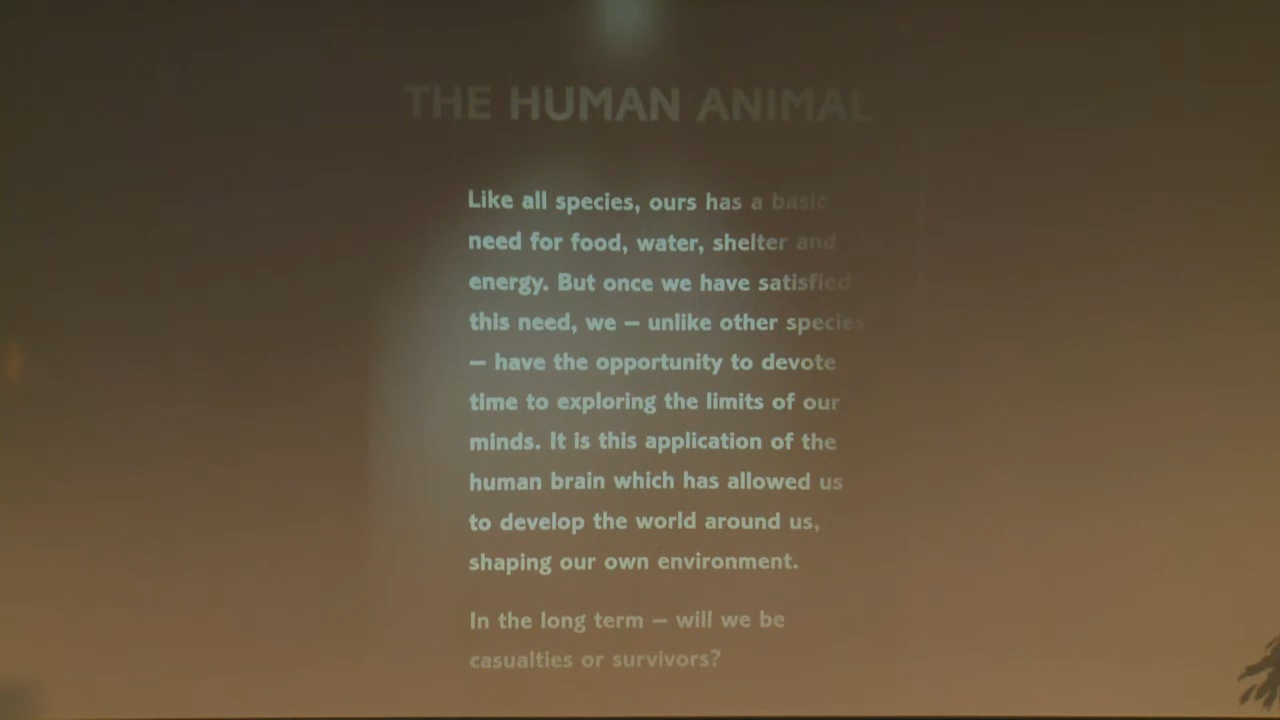 THE HUMAN ANIMAL
Like all species, ours has a basic
need for food, water, shelter and
energy. But once we have satisfied
this need, we – unlike other species
– have the opportunity to devote
time to exploring the limits of our
minds. It is this application of the
human brain which has allowed us
to develop the world around us,
shaping our own environment.
In the long term – will we be
casualties or survivors?